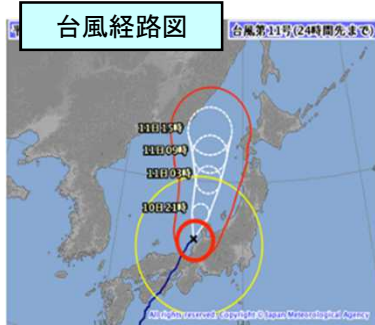 台風経路図
台風第11号(24時間先まで)
11日15時
11日09時
11日03時
10日21時
All rights reserved. Copyright © Japan Meteorological Agency